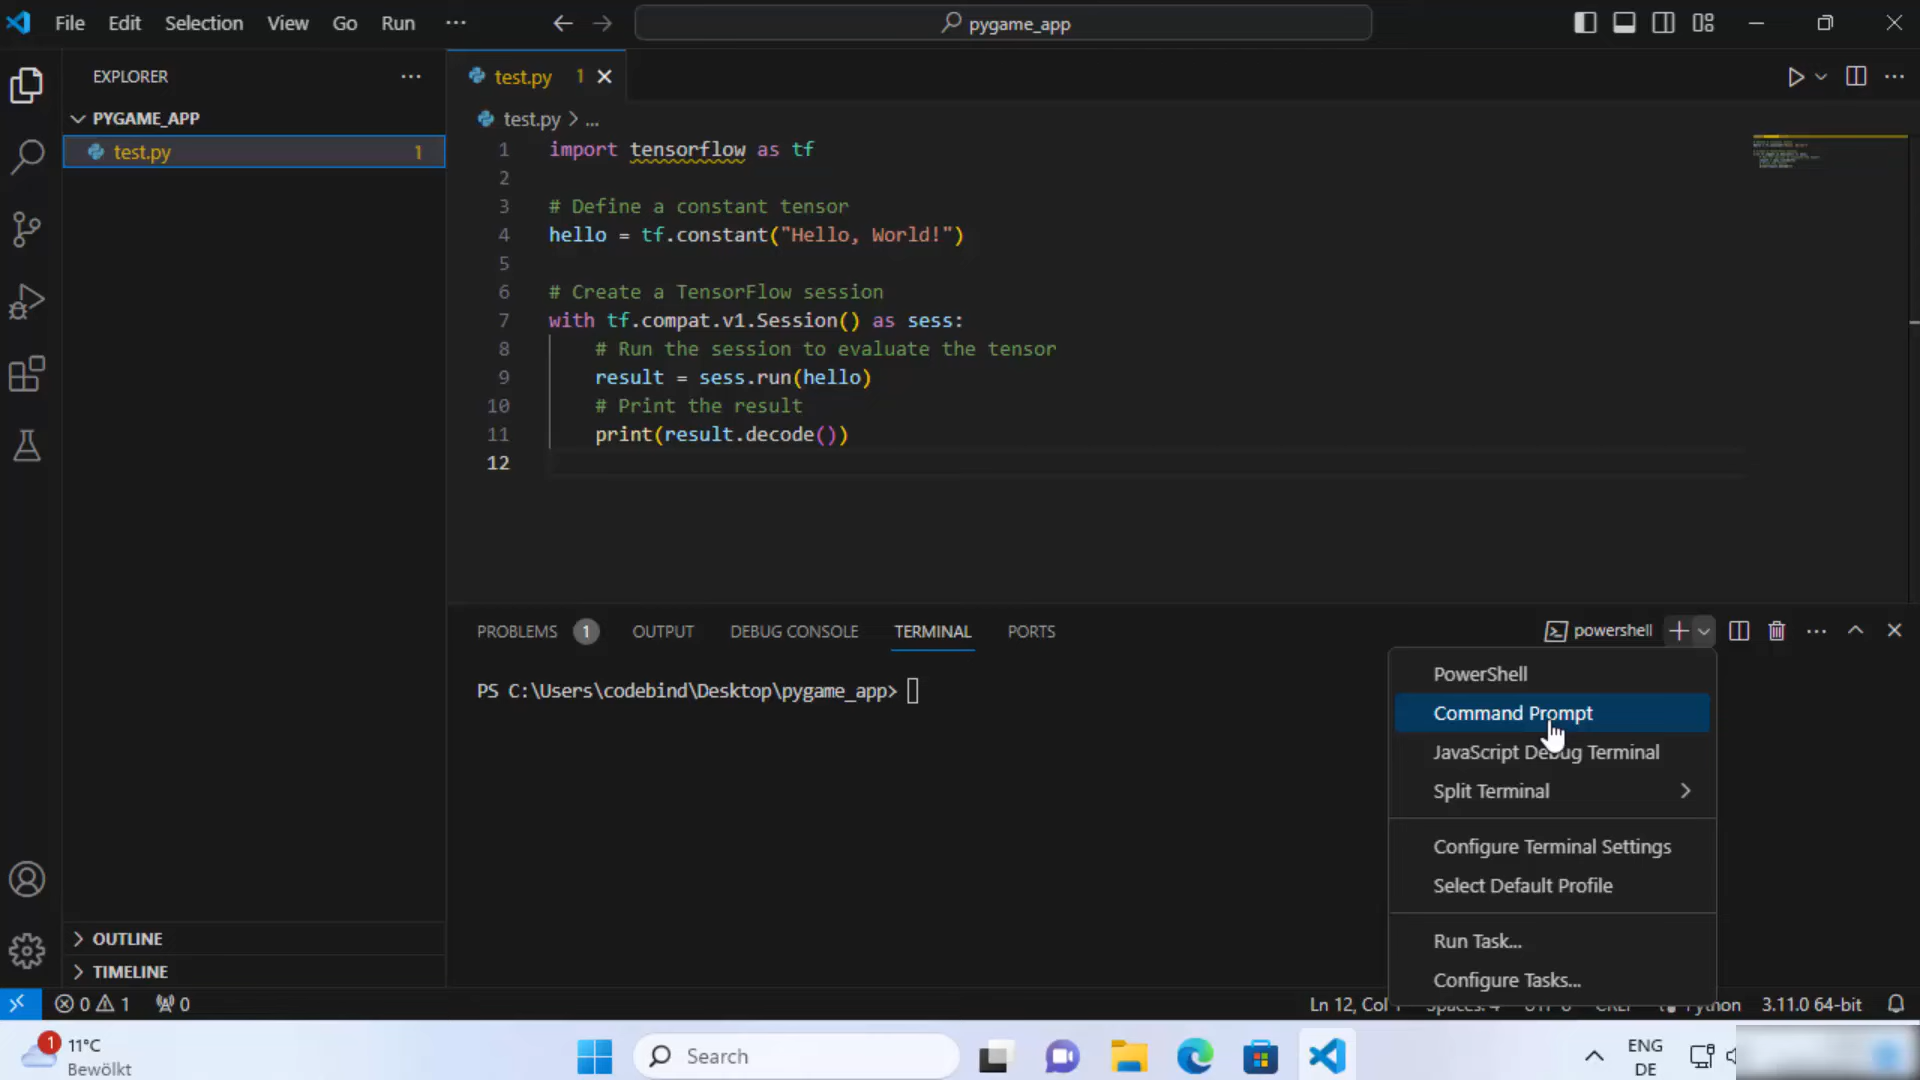 File Edit Selection View Go Run ···
pygame_app
EXPLORER
PYGAME_APP
test.py 1
test.py 1
test.py > ...
1 import tensorflow as tf
2
3 # Define a constant tensor
4 hello = tf.constant("Hello, World!")
5
6 # Create a TensorFlow session
7 with tf.compat.v1.Session() as sess:
8 # Run the session to evaluate the tensor
9 result = sess.run(hello)
10 # Print the result
11 print(result.decode())
12
PROBLEMS 1 OUTPUT DEBUG CONSOLE TERMINAL PORTS
powershell
PS C:\Users\codebind\Desktop\pygame_app>
PowerShell
Command Prompt
JavaScript Debug Terminal
Split Terminal
Configure Terminal Settings
Select Default Profile
Run Task...
Configure Tasks...
OUTLINE
TIMELINE
0 1 0
Ln 12, Col
Python 3.11.0 64-bit
1 11°C
Bewölkt
Search
ENG
DE